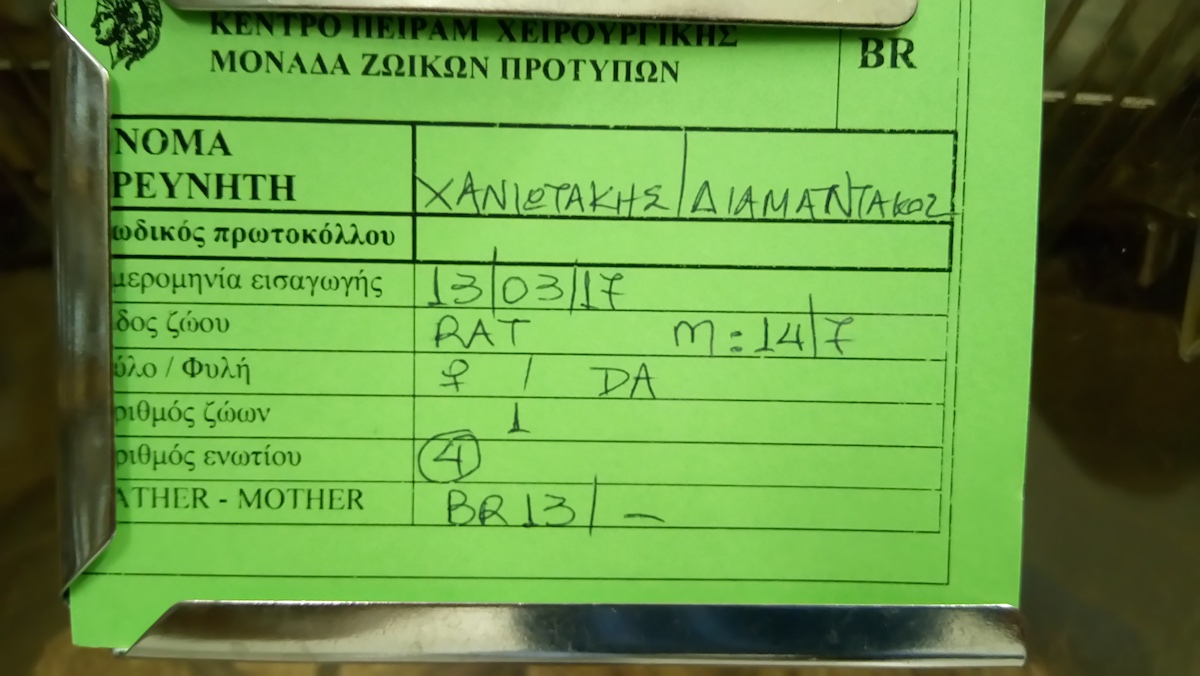 ΚΕΝΤΡΟ ΠΕΙΡΑΜ ΧΕΙΡΟΥΡΓΙΚΗΣ
ΜΟΝΑΔΑ ΖΩΙΚΩΝ ΠΡΟΤΥΠΩΝ
BR
ΝΟΜΑ
ΡΕΥΝΗΤΗ
ΧΑΝΙΩΤΑΚΗΣ/ΔΙΑΜΑΝΤΑΚΟΣ
ωδικός πρωτοκόλλου
μερομηνία εισαγωγής 13/03/17
δος ζώου RAT m: 14/7
ύλο / Φυλή ♀ / DA
ριθμός ζώων 1
ριθμός ενωτίου 4
ATHER - MOTHER BR13/-